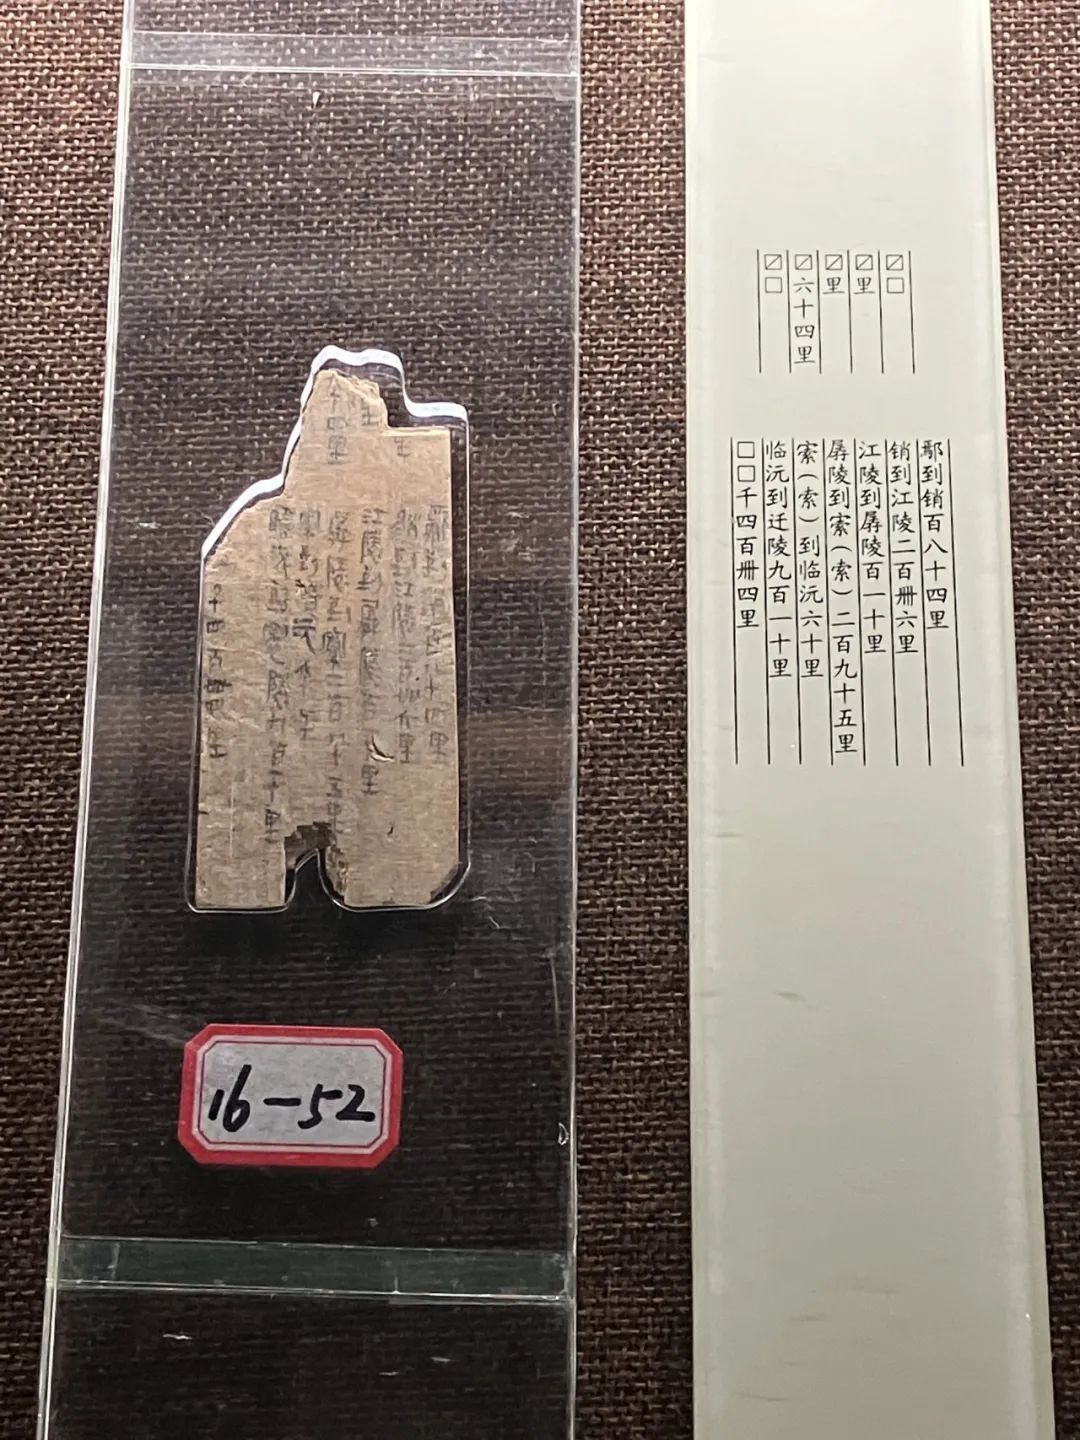 ☑□
☑里
☑里
☑六十四里
☑□
鄢到销百八十四里
销到江陵二百卌六里
江陵到孱陵百一十里
孱陵到索（索）二百九十五里
索（索）到临沅六十里
临沅到迁陵九百一十里
□□千四百卌四里
16-52